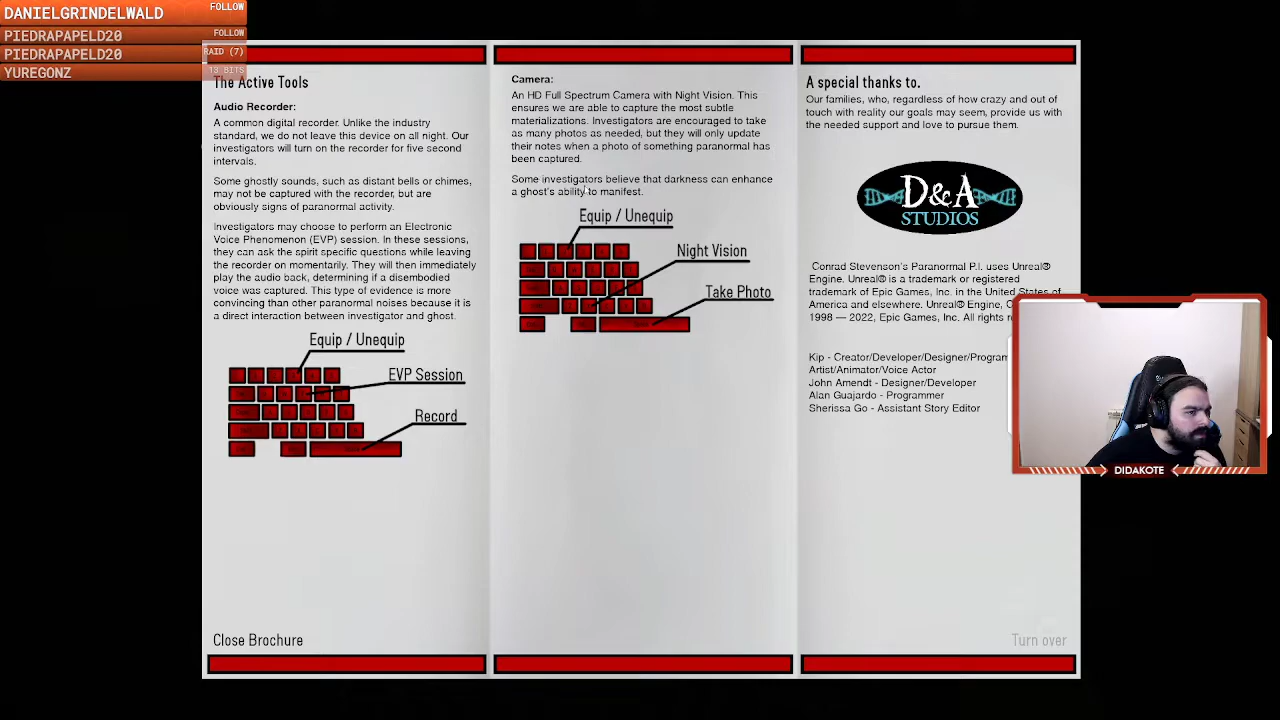 DANIELGRINDELWALD FOLLOW
PIEDRAPAPELD20 FOLLOW
PIEDRAPAPELD20 RAID (7)
YUREGONZ 13 BITS
The Active Tools
Audio Recorder:
A common digital recorder. Unlike the industry
standard, we do not leave this device on all night. Our
investigators will turn on the recorder for five second
intervals.
Some ghostly sounds, such as distant bells or chimes,
may not be captured with the recorder, but are
obviously signs of paranormal activity.
Investigators may choose to perform an Electronic
Voice Phenomenon (EVP) session. In these sessions,
they can ask the spirit specific questions while leaving
the recorder on momentarily. They will then immediately
play the audio back, determining if a disembodied
voice was captured. This type of evidence is more
convincing than other paranormal noises because it is
a direct interaction between investigator and ghost.
Equip / Unequip
EVP Session
Record
Close Brochure
Camera:
An HD Full Spectrum Camera with Night Vision. This
ensures we are able to capture the most subtle
materializations. Investigators are encouraged to take
as many photos as needed, but they will only update
their notes when a photo of something paranormal has
been captured.
Some investigators believe that darkness can enhance
a ghost's ability to manifest.
Equip / Unequip
Night Vision
Take Photo
A special thanks to.
Our families, who, regardless of how crazy and out of
touch with reality our goals may seem, provide us with
the needed support and love to pursue them.
D&A
STUDIOS
Conrad Stevenson's Paranormal P.I. uses Unreal®
Engine. Unreal® is a trademark or registered
trademark of Epic Games, Inc. in the United States of
America and elsewhere. Unreal® Engine,
1998 — 2022, Epic Games, Inc. All rights
Kip - Creator/Developer/Designer/Program
Artist/Animator/Voice Actor
John Amendt - Designer/Developer
Alan Guajardo - Programmer
Sherissa Go - Assistant Story Editor
Turn over
DIDAKOTE